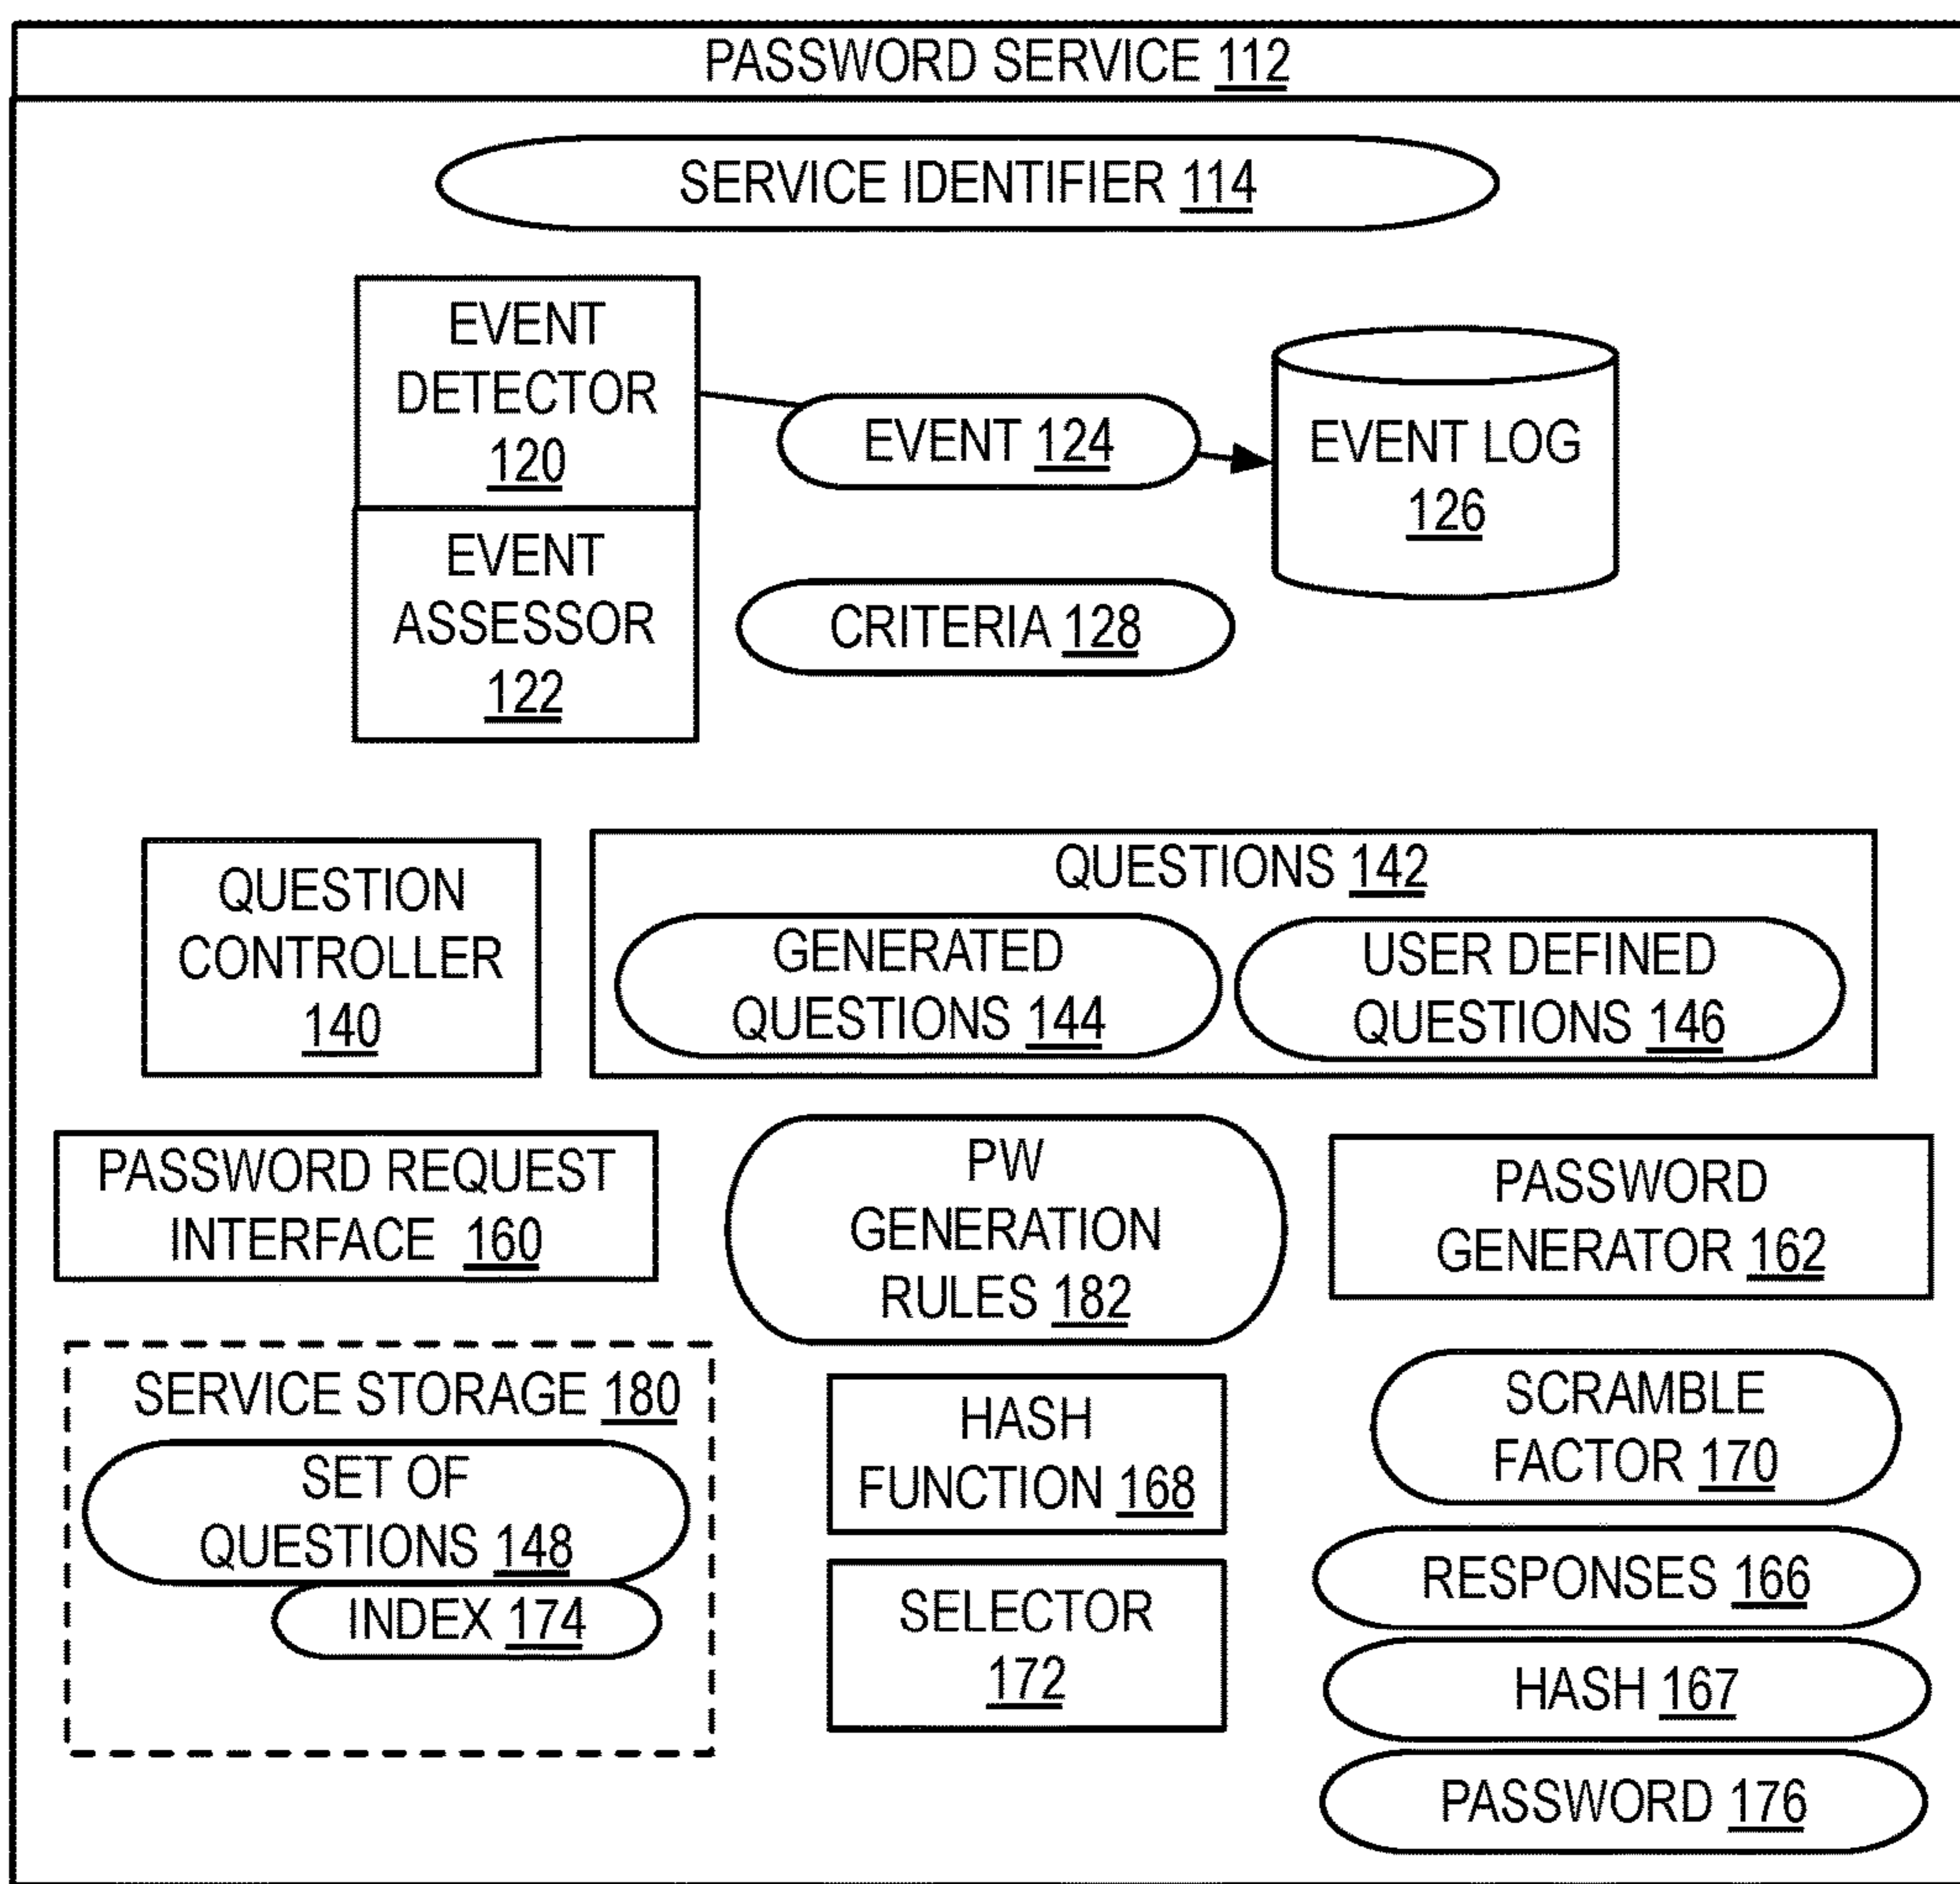 PASSWORD SERVICE 112
SERVICE IDENTIFIER 114
EVENT
DETECTOR
120
EVENT 124
EVENT LOG
126
EVENT
ASSESSOR
122
CRITERIA 128
QUESTION
CONTROLLER
140
QUESTIONS 142
GENERATED
QUESTIONS 144
USER DEFINED
QUESTIONS 146
PASSWORD REQUEST
INTERFACE 160
PW
GENERATION
RULES 182
PASSWORD
GENERATOR 162
SERVICE STORAGE 180
SET OF
QUESTIONS 148
INDEX 174
HASH
FUNCTION 168
SELECTOR
172
SCRAMBLE
FACTOR 170
RESPONSES 166
HASH 167
PASSWORD 176